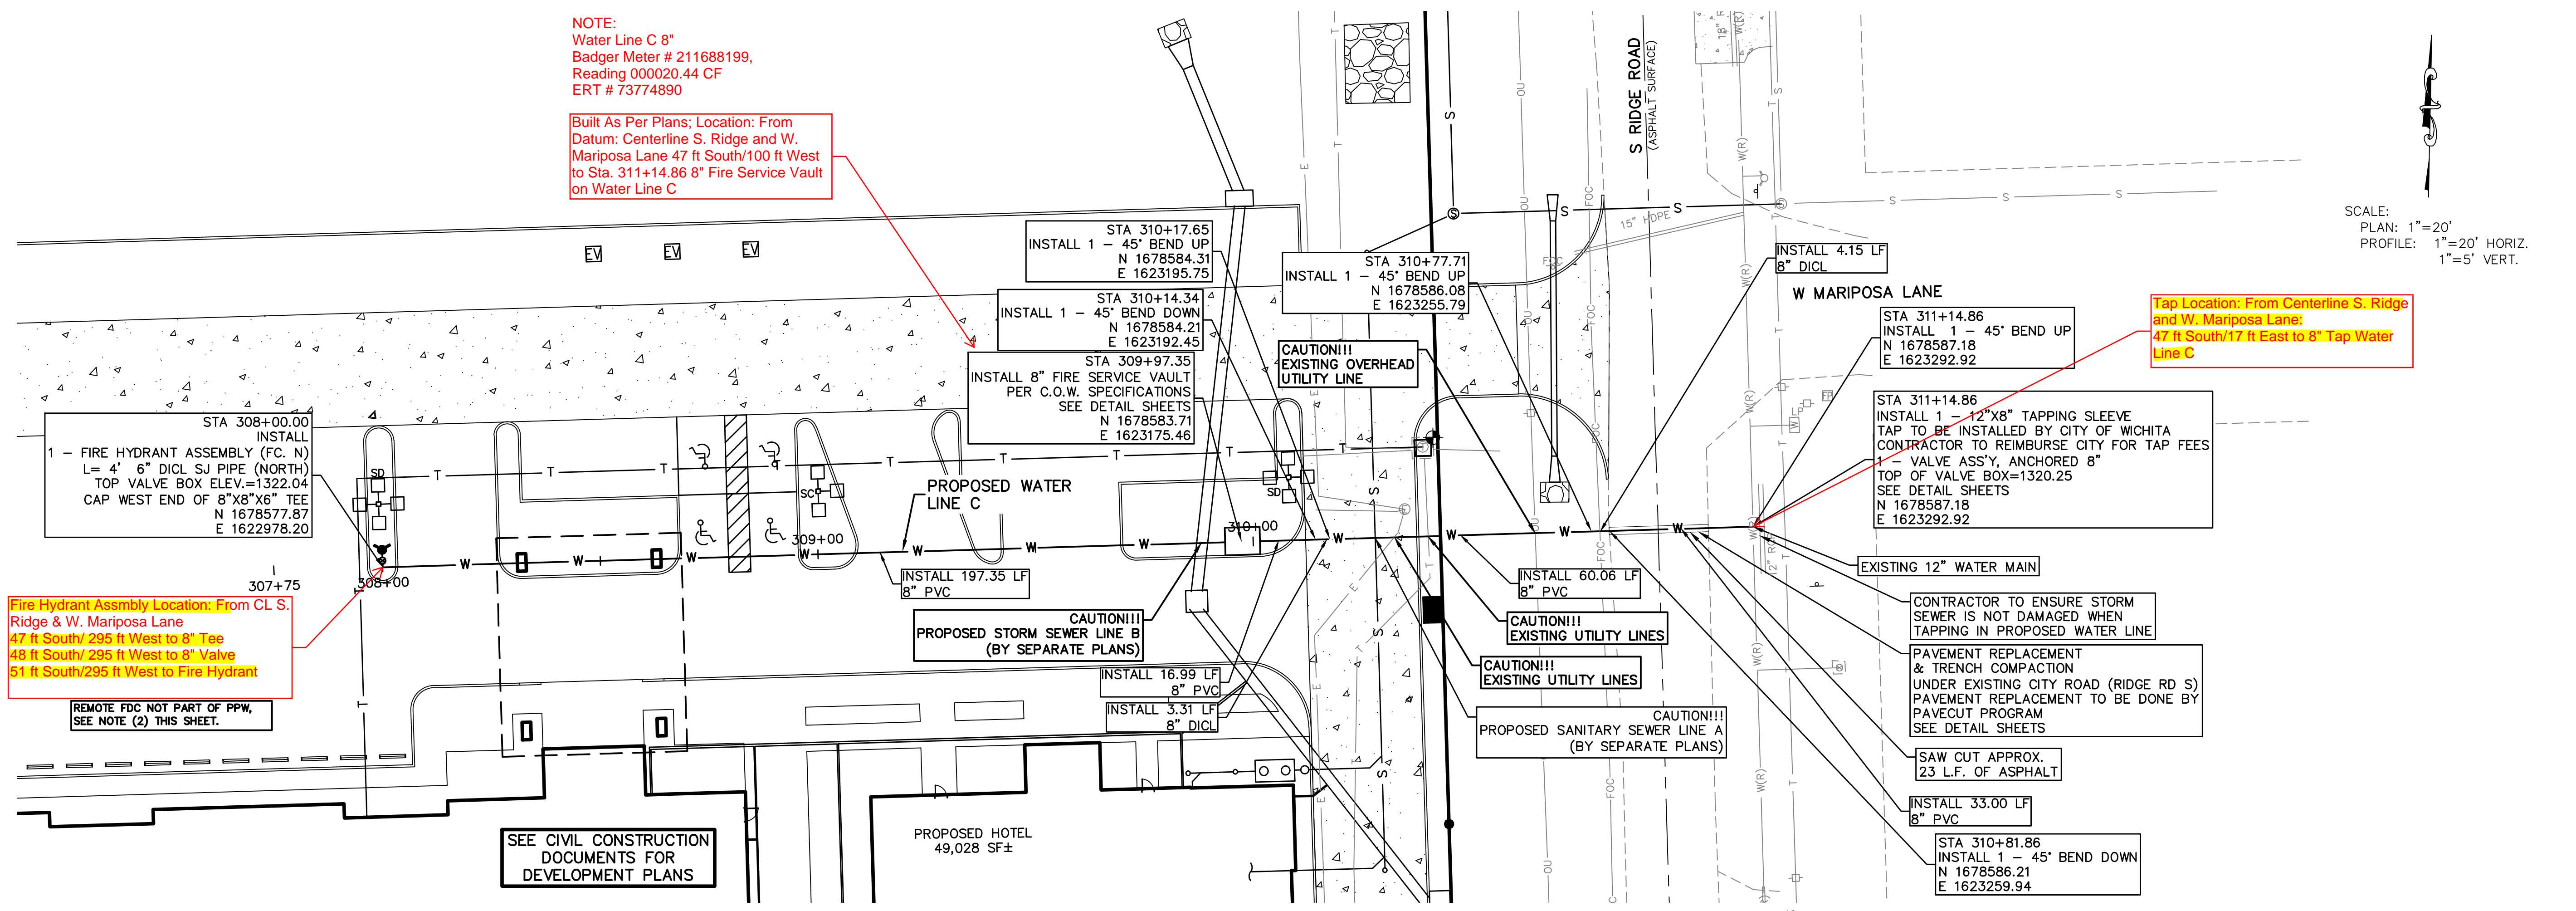 NOTE:
Water Line C 8"
Badger Meter # 211688199,
Reading 000020.44 CF
ERT # 73774890
Built As Per Plans; Location: From
Datum: Centerline S. Ridge and W.
Mariposa Lane 47 ft South/100 ft West
to Sta. 311+14.86 8" Fire Service Vault
on Water Line C
S RIDGE ROAD
(ASPHALT SURFACE)
SCALE:
PLAN: 1"=20'
PROFILE: 1"=20' HORIZ.
1"=5' VERT.
EV
EV
EV
STA 310+17.65
INSTALL 1 - 45° BEND UP
N 1678584.31
E 1623195.75
STA 310+14.34
INSTALL 1 - 45° BEND DOWN
N 1678584.21
E 1623192.45
STA 309+97.35
INSTALL 8" FIRE SERVICE VAULT
PER C.O.W. SPECIFICATIONS
SEE DETAIL SHEETS
N 1678583.71
E 1623175.46
STA 310+77.71
INSTALL 1 - 45° BEND UP
N 1678586.08
E 1623255.79
CAUTION!!!
EXISTING OVERHEAD
UTILITY LINE
15" HDPE
INSTALL 4.15 LF
8" DICL
W MARIPOSA LANE
STA 311+14.86
INSTALL 1 - 45° BEND UP
N 1678587.18
E 1623292.92
Tap Location: From Centerline S. Ridge
and W. Mariposa Lane:
47 ft South/17 ft East to 8" Tap Water
Line C
STA 311+14.86
INSTALL 1 - 12"X8" TAPPING SLEEVE
TAP TO BE INSTALLED BY CITY OF WICHITA
CONTRACTOR TO REIMBURSE CITY FOR TAP FEES
1 - VALVE ASS'Y, ANCHORED 8"
TOP OF VALVE BOX=1320.25
SEE DETAIL SHEETS
N 1678587.18
E 1623292.92
STA 308+00.00
INSTALL
1 - FIRE HYDRANT ASSEMBLY (FC. N)
L= 4' 6" DICL SJ PIPE (NORTH)
TOP VALVE BOX ELEV.=1322.04
CAP WEST END OF 8"X8"X6" TEE
N 1678577.87
E 1622978.20
SD
SC
SD
PROPOSED WATER
LINE C
307+75
308+00
309+00
310+00
INSTALL 197.35 LF
8" PVC
CAUTION!!!
PROPOSED STORM SEWER LINE B
(BY SEPARATE PLANS)
INSTALL 16.99 LF
8" PVC
INSTALL 3.31 LF
8" DICL
INSTALL 60.06 LF
8" PVC
CAUTION!!!
EXISTING UTILITY LINES
CAUTION!!!
EXISTING UTILITY LINES
CAUTION!!!
PROPOSED SANITARY SEWER LINE A
(BY SEPARATE PLANS)
EXISTING 12" WATER MAIN
CONTRACTOR TO ENSURE STORM
SEWER IS NOT DAMAGED WHEN
TAPPING IN PROPOSED WATER LINE
PAVEMENT REPLACEMENT
& TRENCH COMPACTION
UNDER EXISTING CITY ROAD (RIDGE RD S)
PAVEMENT REPLACEMENT TO BE DONE BY
PAVECUT PROGRAM
SEE DETAIL SHEETS
SAW CUT APPROX.
23 L.F. OF ASPHALT
INSTALL 33.00 LF
8" PVC
STA 310+81.86
INSTALL 1 - 45° BEND DOWN
N 1678586.21
E 1623259.94
Fire Hydrant Assmbly Location: From CL S.
Ridge & W. Mariposa Lane
47 ft South/ 295 ft West to 8" Tee
48 ft South/ 295 ft West to 8" Valve
51 ft South/295 ft West to Fire Hydrant
REMOTE FDC NOT PART OF PPW,
SEE NOTE (2) THIS SHEET.
SEE CIVIL CONSTRUCTION
DOCUMENTS FOR
DEVELOPMENT PLANS
PROPOSED HOTEL
49,028 SF±